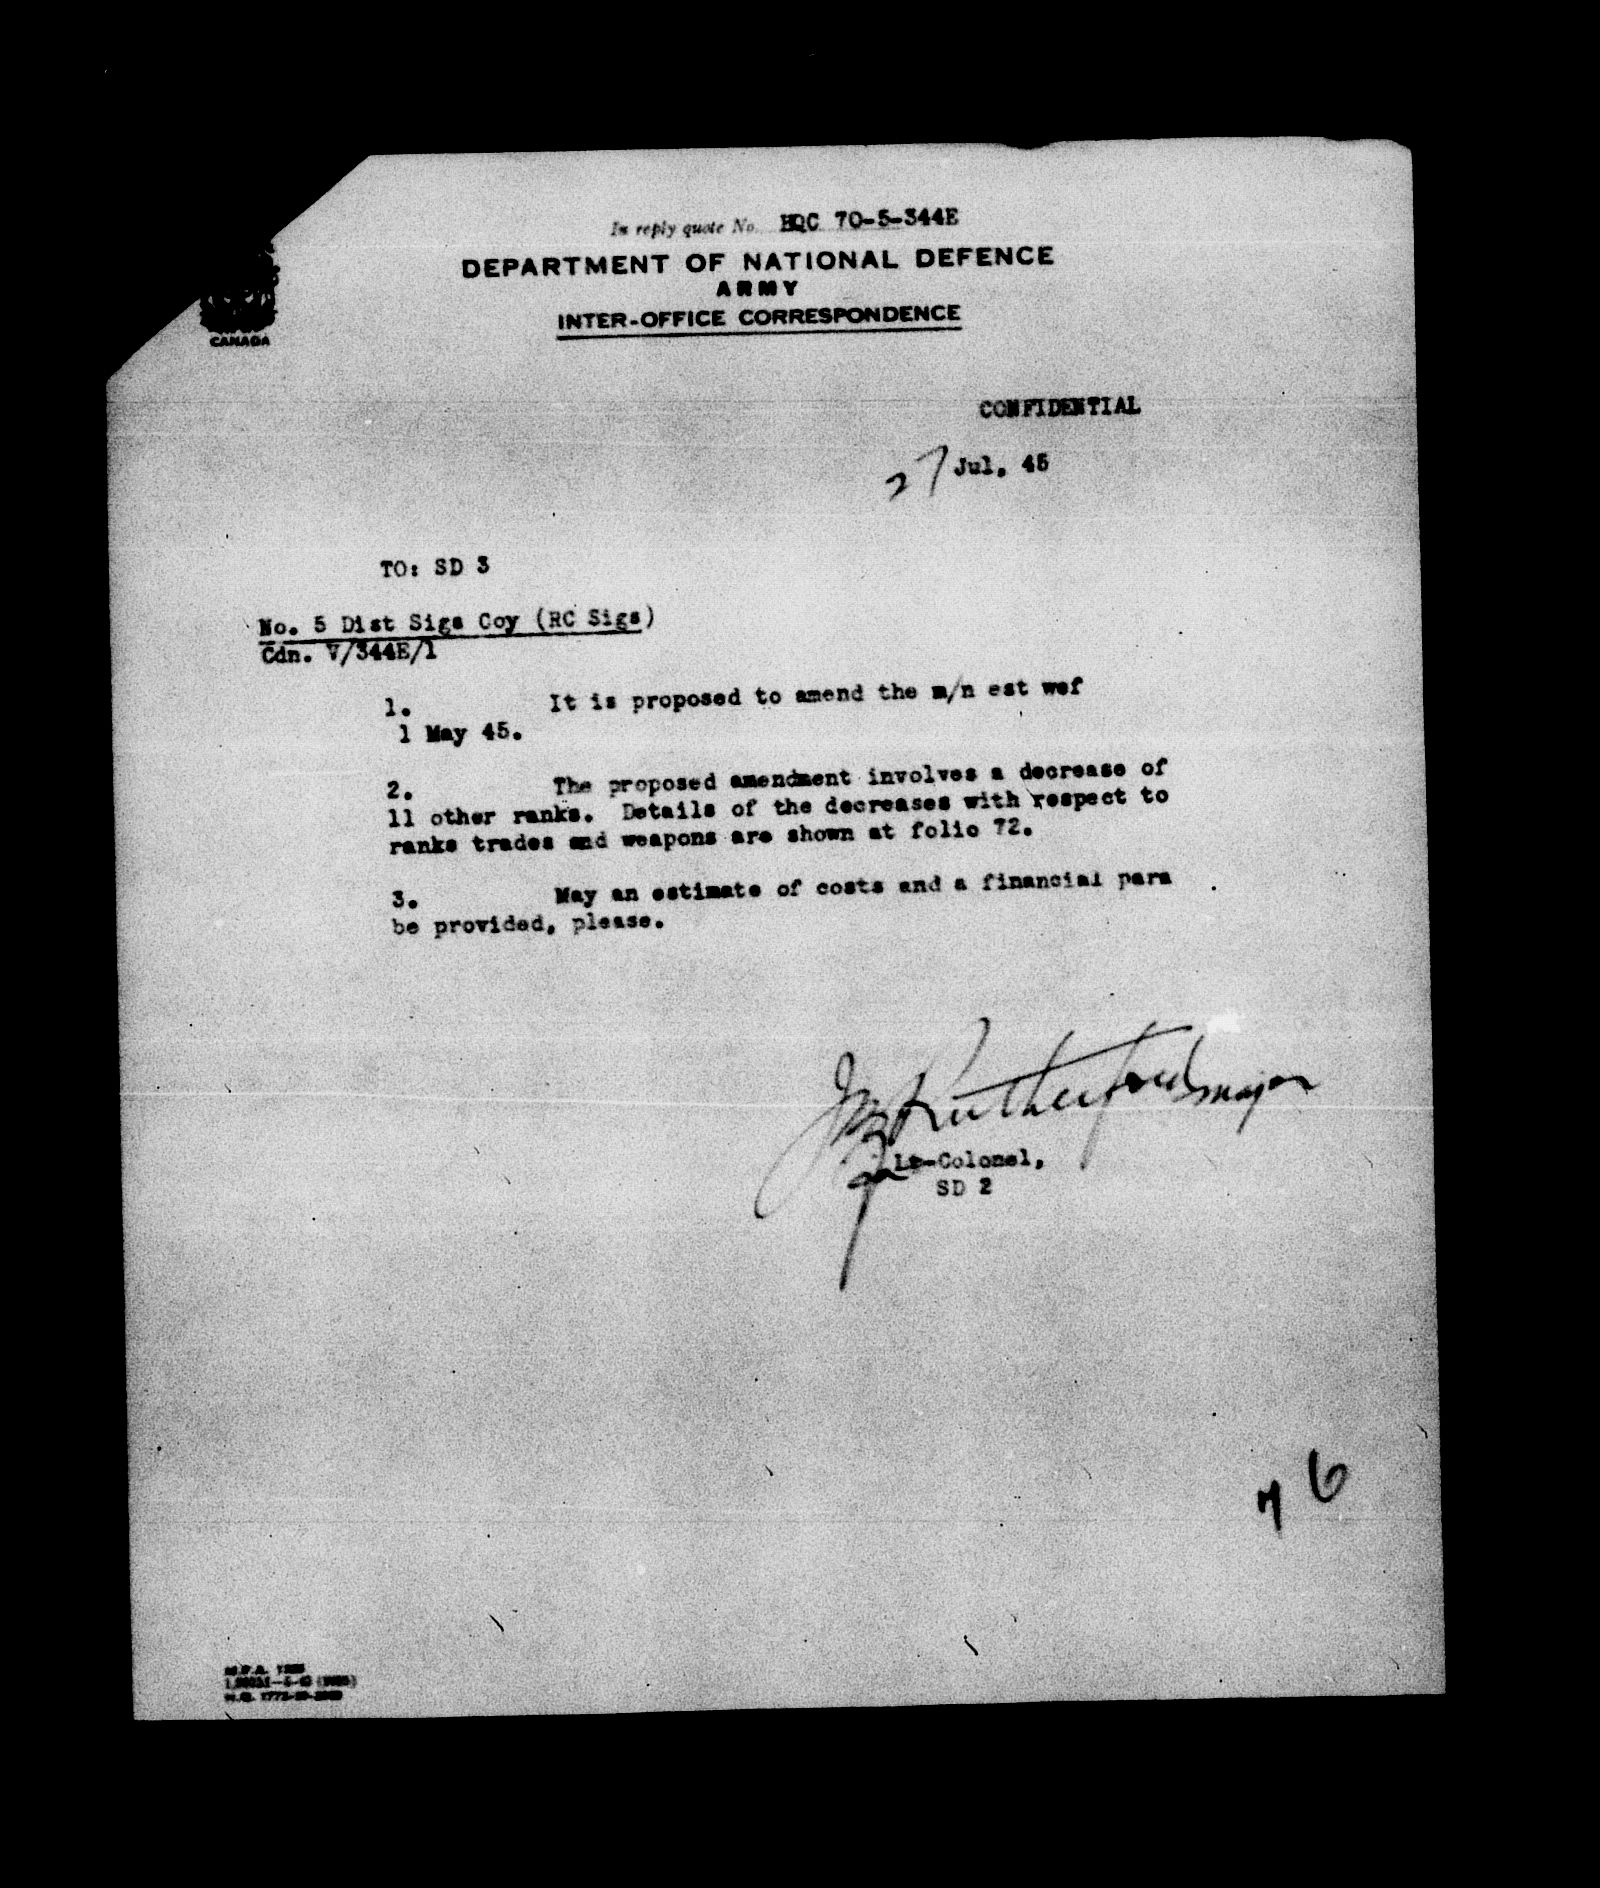 In reply quote No. HQC 70-5-344E
DEPARTMENT OF NATIONAL DEFENCE
ARMY
INTER-OFFICE CORRESPONDENCE
CANADA
CONFIDENTIAL
27 Jul. 45
TO: SD 3
No. 5 Dist Sigs Coy (RC Sigs)
Cdn. V/344E/1
1. It is proposed to amend the m/n est wef
1 May 45.
2. The proposed amendment involves a decrease of
11 other ranks. Details of the decreases with respect to
ranks trades and weapons are shown at folio 72.
3. May an estimate of costs and a financial para
be provided, please.
Rutherford major
Lt-Colonel,
SD 2
76